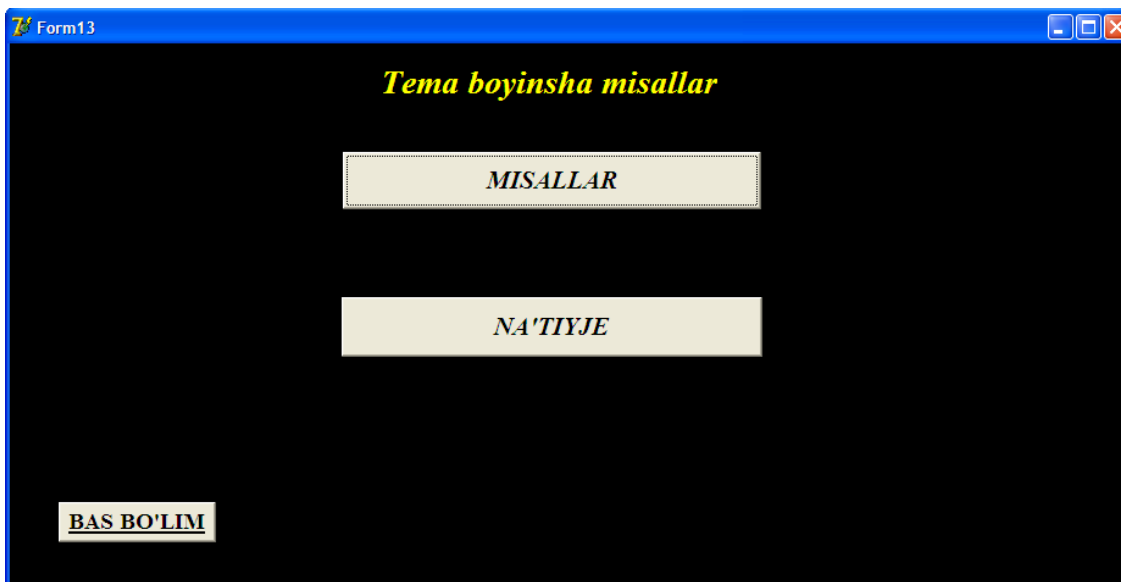 Form13
Tema boyinsha misallar
MISALLAR
NA'TIYJE
BAS BO'LIM